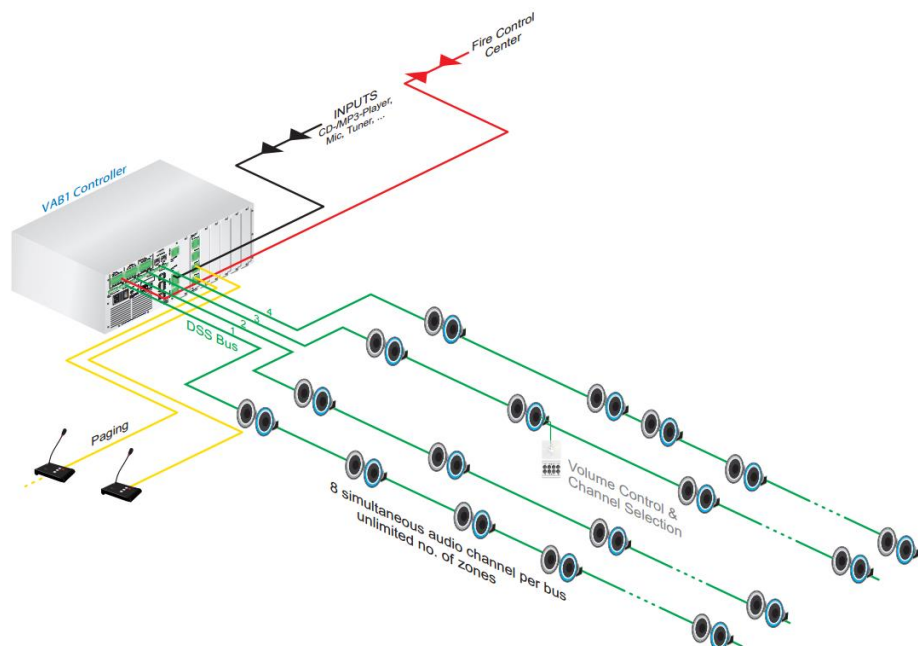 Fire Control
Center
INPUTS
CD-/MP3-Player,
Mic, Tuner, ...
VAB1 Controller
4
3
2
1
DSS Bus
Paging
Volume Control &
Channel Selection
8 simultaneous audio channel per bus
unlimited no. of zones